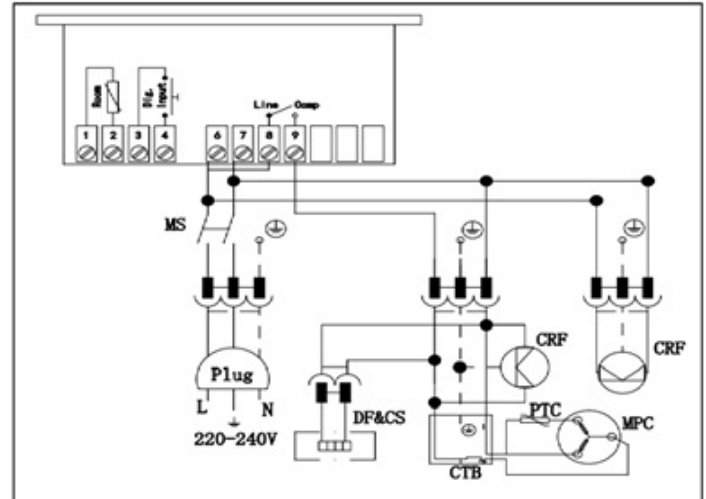 Room
Dig. Input
Line Comp
1 2 3 4 6 7 8 9
MS
CRF
CRF
Plug
PTC
MPC
L N
DF&CS
220-240V
CTB